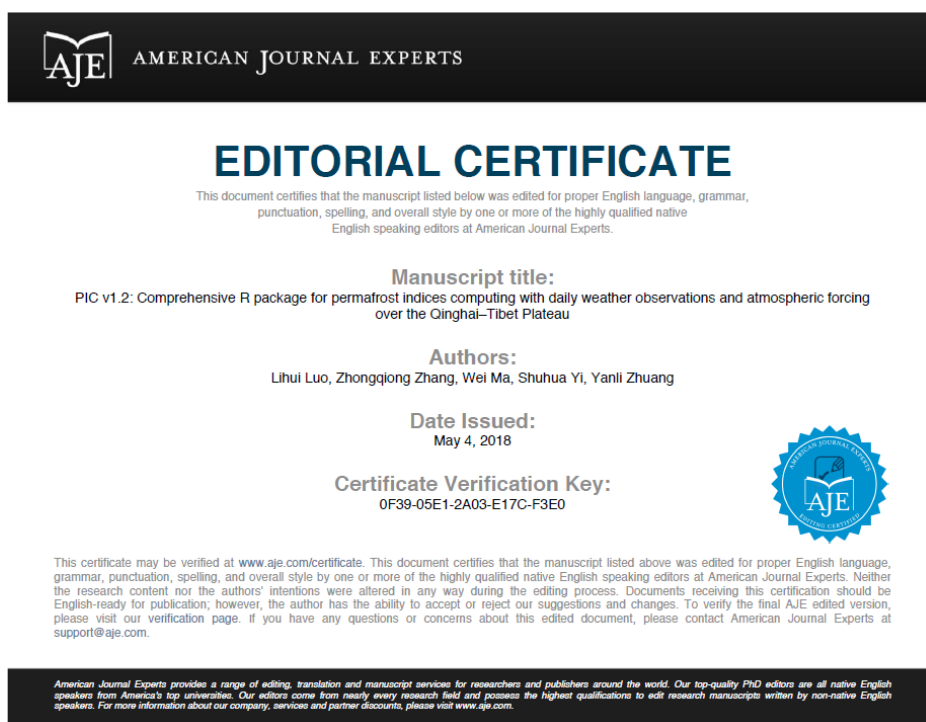 AJE AMERICAN JOURNAL EXPERTS
EDITORIAL CERTIFICATE
This document certifies that the manuscript listed below was edited for proper English language, grammar,
punctuation, spelling, and overall style by one or more of the highly qualified native
English speaking editors at American Journal Experts.
Manuscript title:
PIC v1.2: Comprehensive R package for permafrost indices computing with daily weather observations and atmospheric forcing
over the Qinghai–Tibet Plateau
Authors:
Lihui Luo, Zhongqiong Zhang, Wei Ma, Shuhua Yi, Yanli Zhuang
Date Issued:
May 4, 2018
Certificate Verification Key:
0F39-05E1-2A03-E17C-F3E0
AMERICAN JOURNAL EXPERTS
AJE
EDITING CERTIFIED
This certificate may be verified at www.aje.com/certificate. This document certifies that the manuscript listed above was edited for proper English language,
grammar, punctuation, spelling, and overall style by one or more of the highly qualified native English speaking editors at American Journal Experts. Neither
the research content nor the authors' intentions were altered in any way during the editing process. Documents receiving this certification should be
English-ready for publication; however, the author has the ability to accept or reject our suggestions and changes. To verify the final AJE edited version,
please visit our verification page. If you have any questions or concerns about this edited document, please contact American Journal Experts at
support@aje.com.
American Journal Experts provides a range of editing, translation and manuscript services for researchers and publishers around the world. Our top-quality PhD editors are all native English
speakers from America's top universities. Our editors come from nearly every research field and possess the highest qualifications to edit research manuscripts written by non-native English
speakers. For more information about our company, services and partner discounts, please visit www.aje.com.